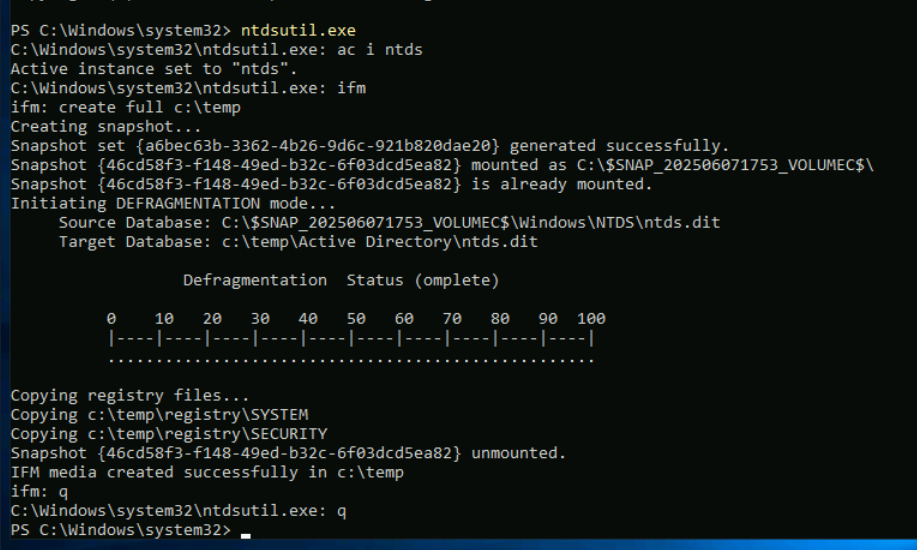 PS C:\Windows\system32> ntdsutil.exe
C:\Windows\system32\ntdsutil.exe: ac i ntds
Active instance set to "ntds".
C:\Windows\system32\ntdsutil.exe: ifm
ifm: create full c:\temp
Creating snapshot...
Snapshot set {a6bec63b-3362-4b26-9d6c-921b820dae20} generated successfully.
Snapshot {46cd58f3-f148-49ed-b32c-6f03dcd5ea82} mounted as C:\$SNAP_202506071753_VOLUMEC$\
Snapshot {46cd58f3-f148-49ed-b32c-6f03dcd5ea82} is already mounted.
Initiating DEFRAGMENTATION mode...
     Source Database: C:\$SNAP_202506071753_VOLUMEC$\Windows\NTDS\ntds.dit
     Target Database: c:\temp\Active Directory\ntds.dit
                  Defragmentation  Status (omplete)
          0    10   20   30   40   50   60   70   80   90  100
          |----|----|----|----|----|----|----|----|----|----|
          ...................................................
Copying registry files...
Copying c:\temp\registry\SYSTEM
Copying c:\temp\registry\SECURITY
Snapshot {46cd58f3-f148-49ed-b32c-6f03dcd5ea82} unmounted.
IFM media created successfully in c:\temp
ifm: q
C:\Windows\system32\ntdsutil.exe: q
PS C:\Windows\system32>